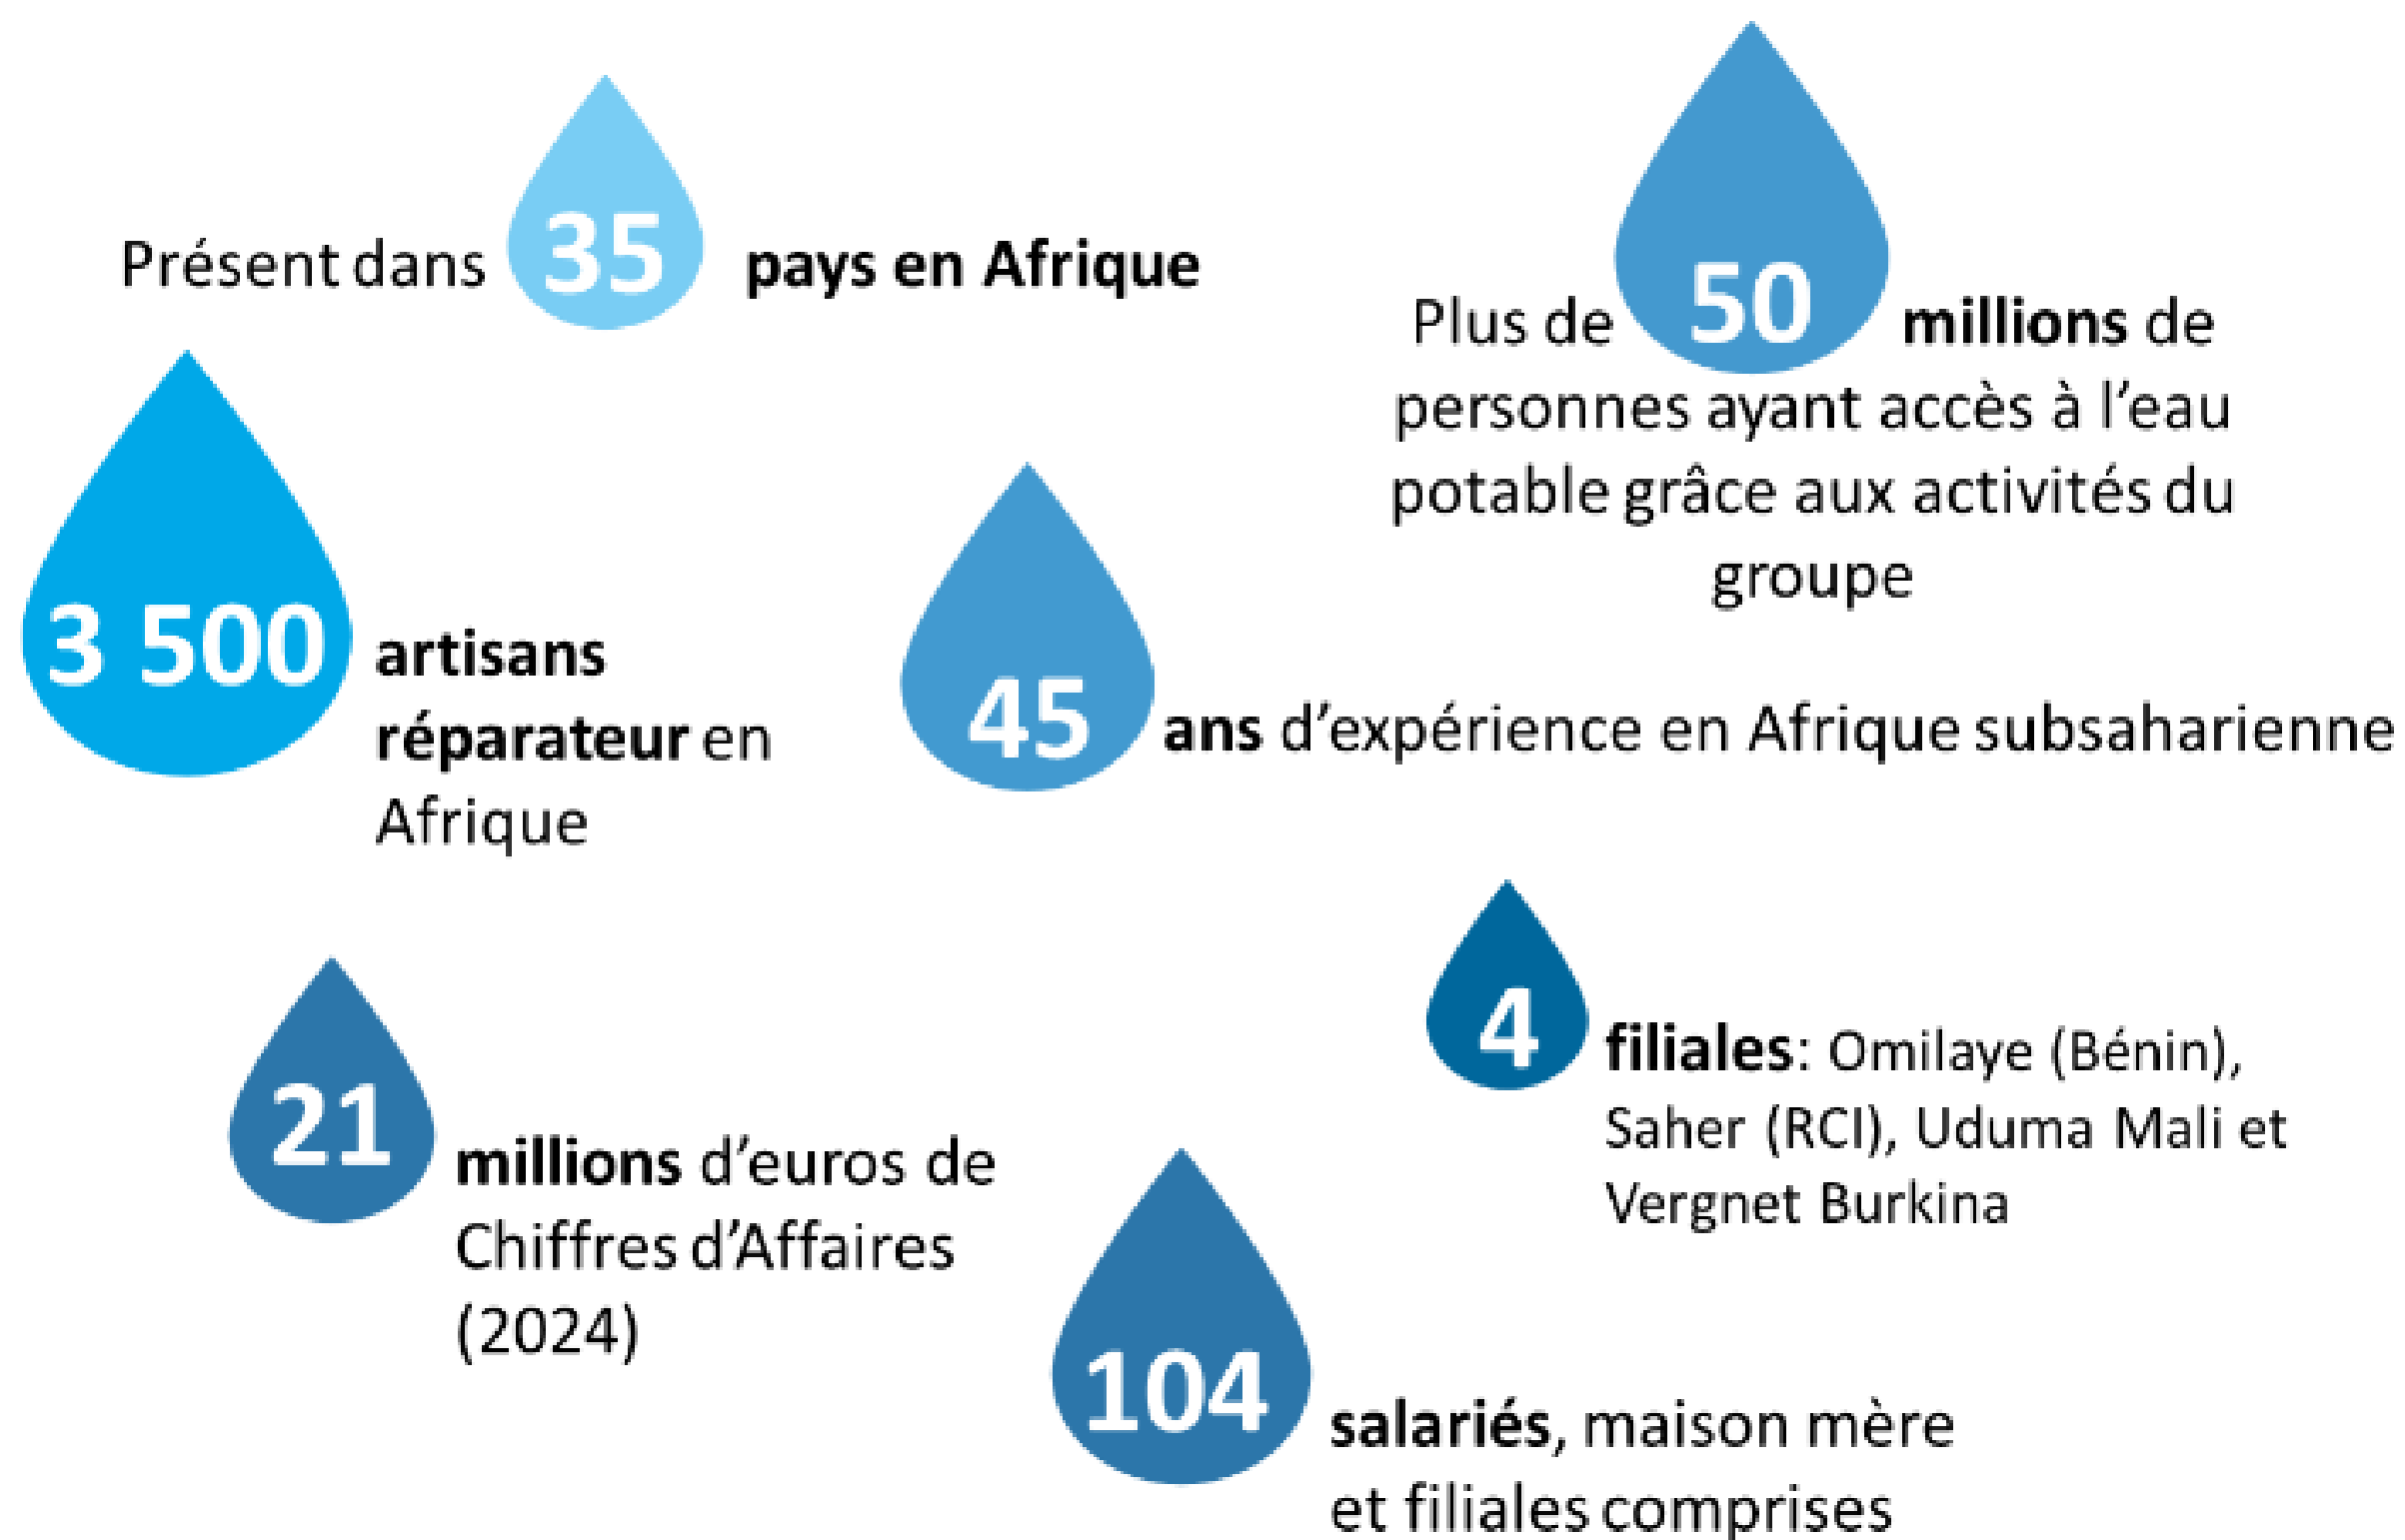 Présent dans 35 pays en Afrique
Plus de 50 millions de
personnes ayant accès à l'eau
potable grâce aux activités du
groupe
3 500 artisans
réparateur en
Afrique
45 ans d'expérience en Afrique subsaharienne
4 filiales: Omilaye (Bénin),
Saher (RCI), Uduma Mali et
Vergnet Burkina
21 millions d'euros de
Chiffres d'Affaires
(2024)
104 salariés, maison mère
et filiales comprises